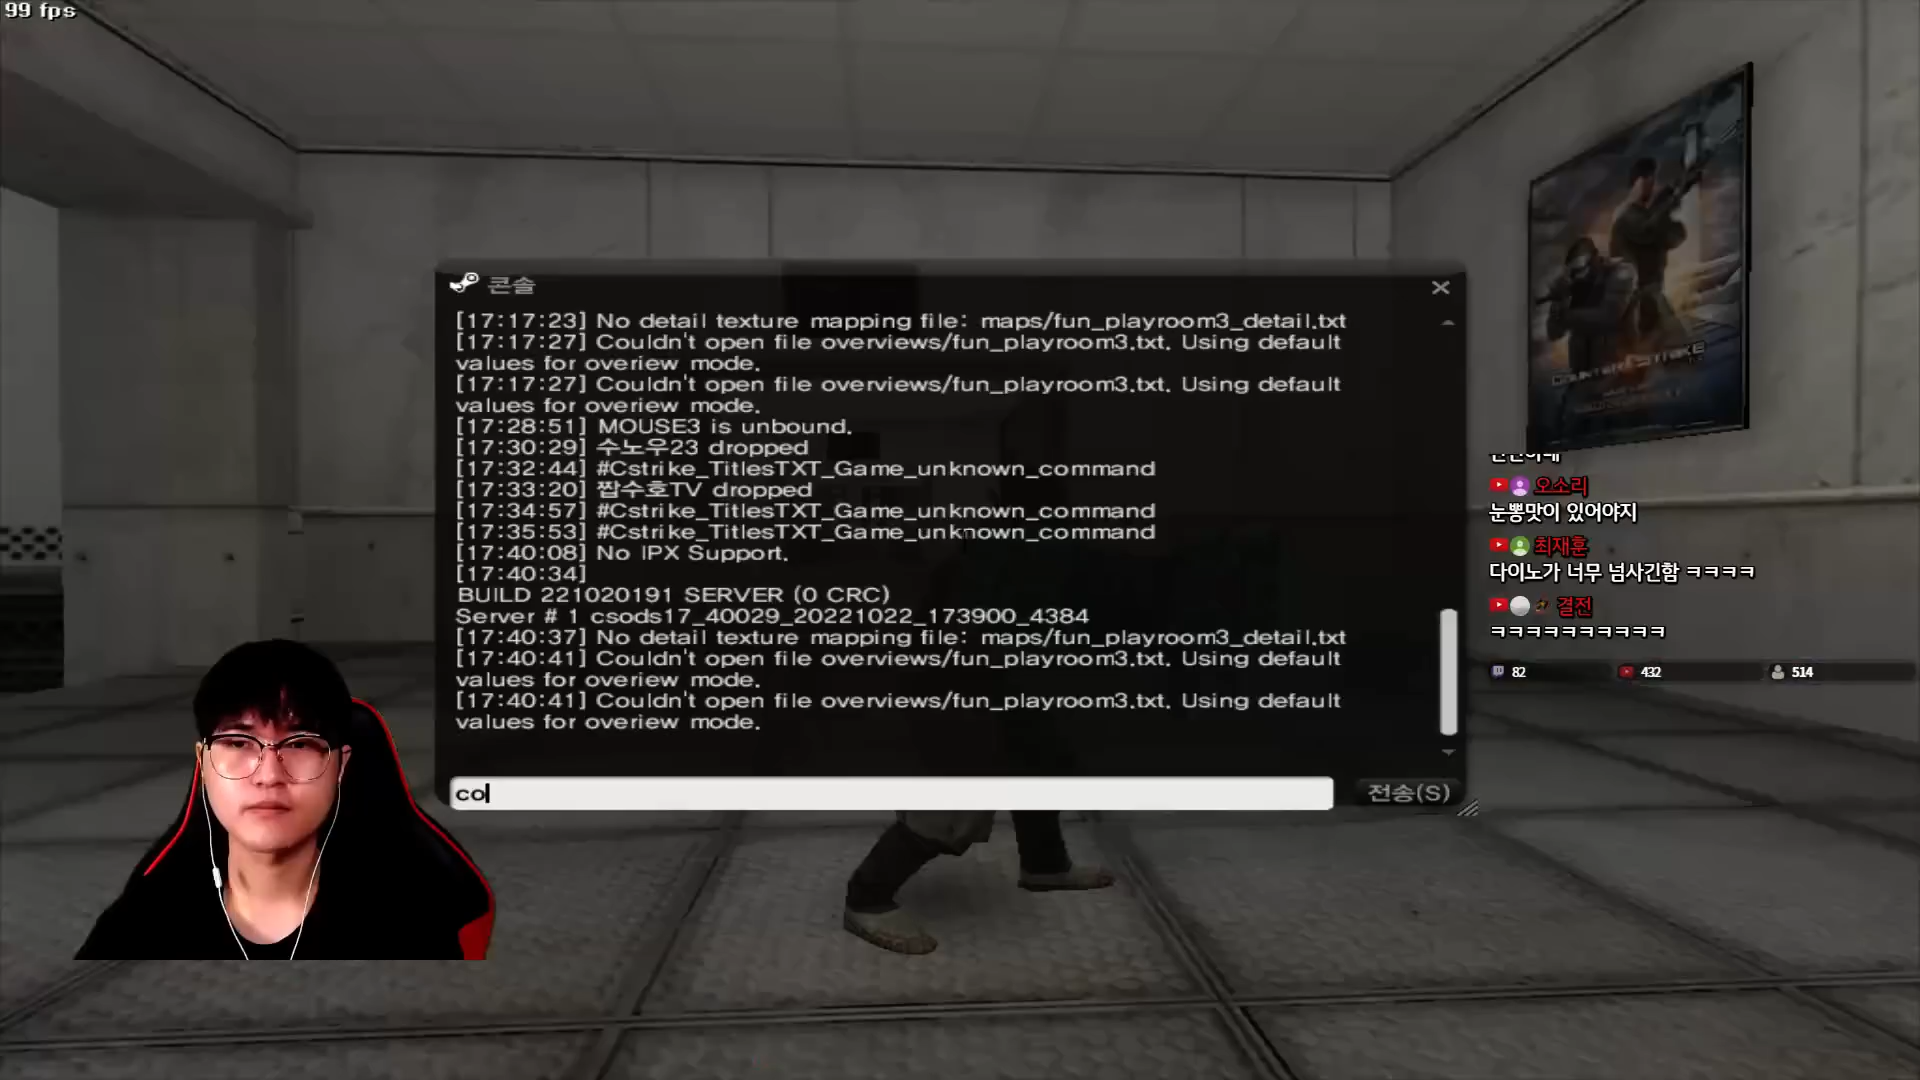 99 fps
콘솔
[17:17:23] No detail texture mapping file: maps/fun_playroom3_detail.txt
[17:17:27] Couldn't open file overviews/fun_playroom3.txt. Using default
values for overiew mode.
[17:17:27] Couldn't open file overviews/fun_playroom3.txt. Using default
values for overiew mode.
[17:28:51] MOUSE3 is unbound.
[17:30:29] 수노우23 dropped
[17:32:44] #Cstrike_TitlesTXT_Game_unknown_command
[17:33:20] 짭수호TV dropped
[17:34:57] #Cstrike_TitlesTXT_Game_unknown_command
[17:35:53] #Cstrike_TitlesTXT_Game_unknown_command
[17:40:08] No IPX Support.
[17:40:34]
BUILD 221020191 SERVER (0 CRC)
Server # 1 csods17_40029_20221022_173900_4384
[17:40:37] No detail texture mapping file: maps/fun_playroom3_detail.txt
[17:40:41] Couldn't open file overviews/fun_playroom3.txt. Using default
values for overiew mode.
[17:40:41] Couldn't open file overviews/fun_playroom3.txt. Using default
values for overiew mode.
co
전송(S)
COUNTER STRIKE
오소리
눈뽕맛이 있어야지
최재훈
다이노가 너무 넘사긴함 ㅋㅋㅋㅋ
결전
ㅋㅋㅋㅋㅋㅋㅋㅋㅋㅋ
82
432
514